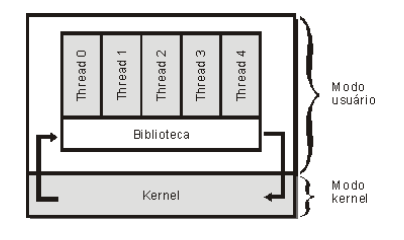 Thread 0
Thread 1
Thread 2
Thread 3
Thread 4
Biblioteca
Modo
usuário
Kernel
Modo
kernel